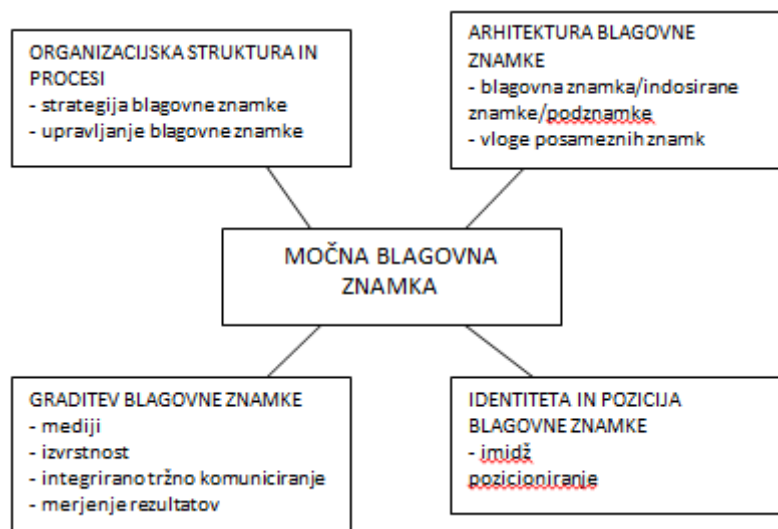 ORGANIZACIJSKA STRUKTURA IN
PROCESI
- strategija blagovne znamke
- upravljanje blagovne znamke
ARHITEKTURA BLAGOVNE
ZNAMKE
- blagovna znamka/indosirane
znamke/podznamke
- vloge posameznih znamk
MOČNA BLAGOVNA
ZNAMKA
GRADITEV BLAGOVNE ZNAMKE
- mediji
- izvrstnost
- integrirano tržno komuniciranje
- merjenje rezultatov
IDENTITETA IN POZICIJA
BLAGOVNE ZNAMKE
- imidž
pozicioniranje